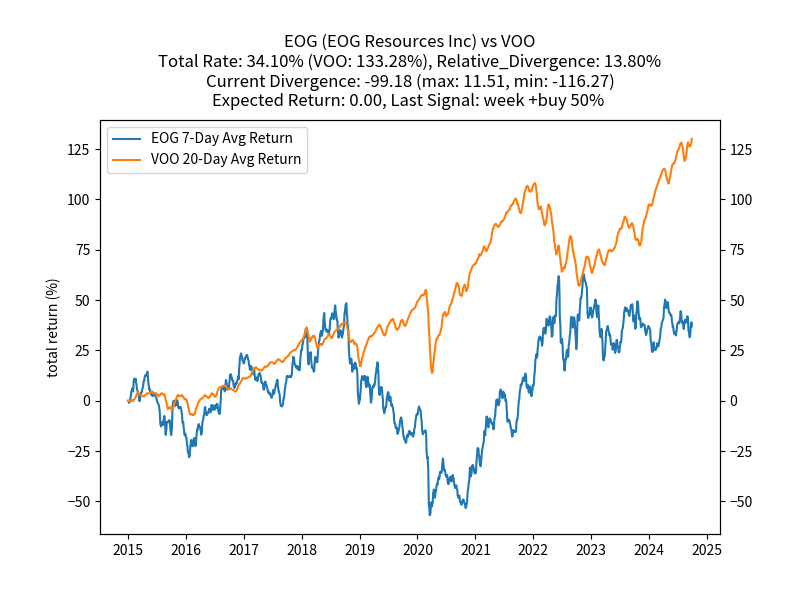 EOG (EOG Resources Inc) vs VOO
Total Rate: 34.10% (VOO: 133.28%), Relative_Divergence: 13.80%
Current Divergence: -99.18 (max: 11.51, min: -116.27)
Expected Return: 0.00, Last Signal: week +buy 50%
EOG 7-Day Avg Return
VOO 20-Day Avg Return
total return (%)
125
100
75
50
25
0
−25
−50
125
100
75
50
25
0
−25
−50
2015 2016 2017 2018 2019 2020 2021 2022 2023 2024 2025